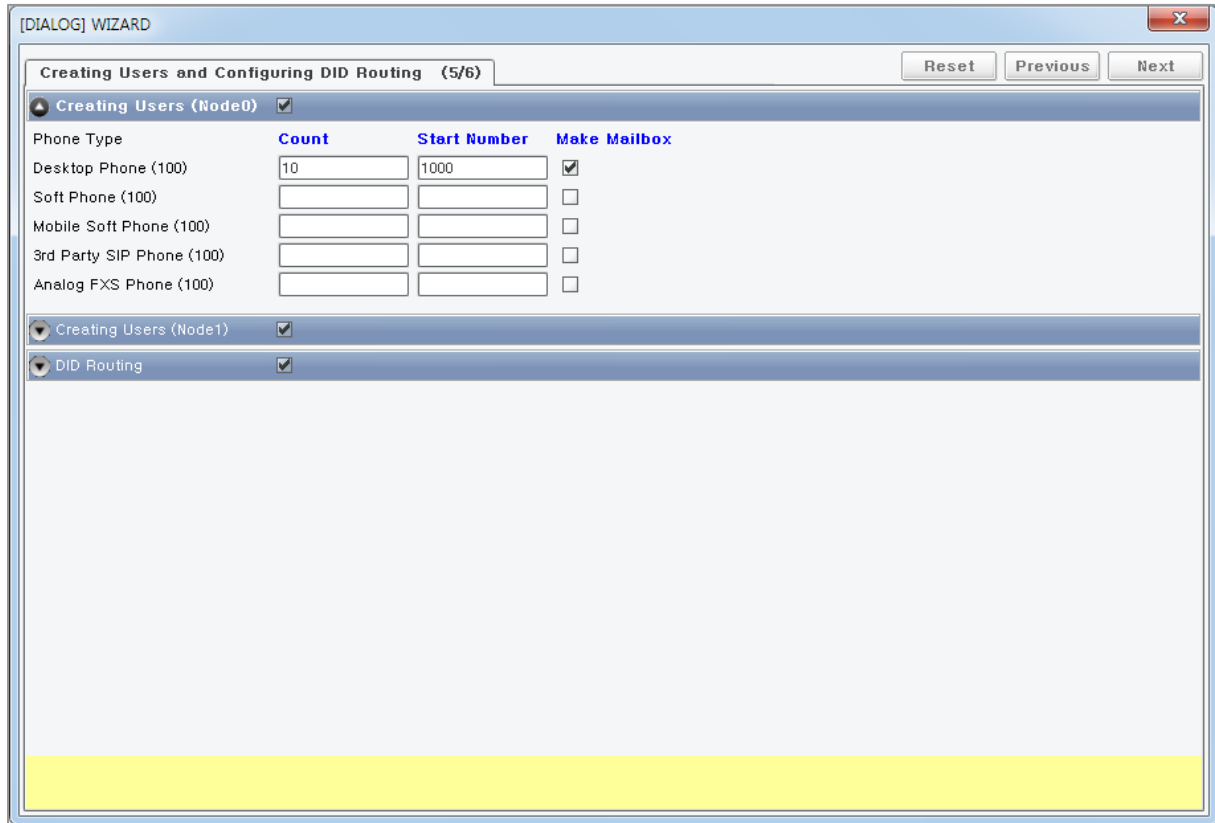 [DIALOG] WIZARD
x
Creating Users and Configuring DID Routing (5/6)
Reset Previous Next
Creating Users (Node0)
Phone Type Count Start Number Make Mailbox
Desktop Phone (100) 10 1000
Soft Phone (100)
Mobile Soft Phone (100)
3rd Party SIP Phone (100)
Analog FXS Phone (100)
Creating Users (Node1)
DID Routing